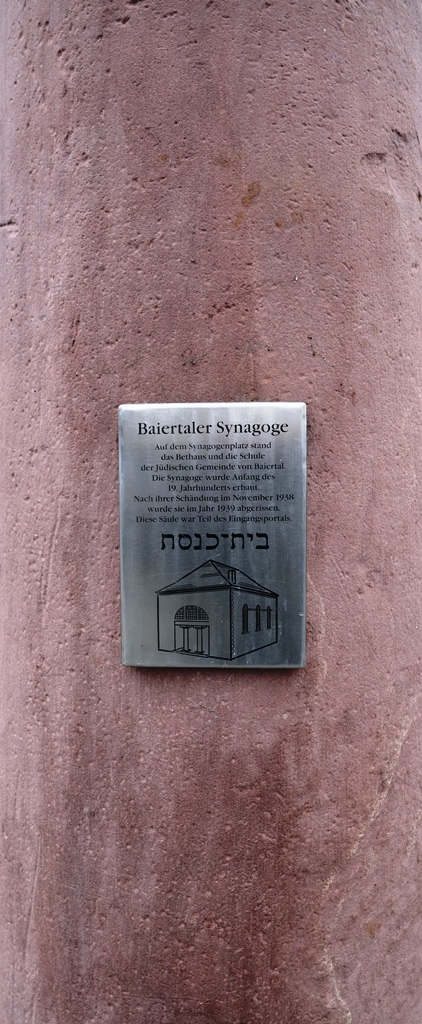 Baiertaler Synagoge
Auf dem Synagogenplatz stand
das Bethaus und die Schule
der Jüdischen Gemeinde von Baiertal.
Die Synagoge wurde Anfang des
19. Jahrhunderts erbaut.
Nach ihrer Schändung im November 1938
wurde sie im Jahr 1939 abgerissen.
Diese Säule war Teil des Eingangsportals.
בית־כנסת